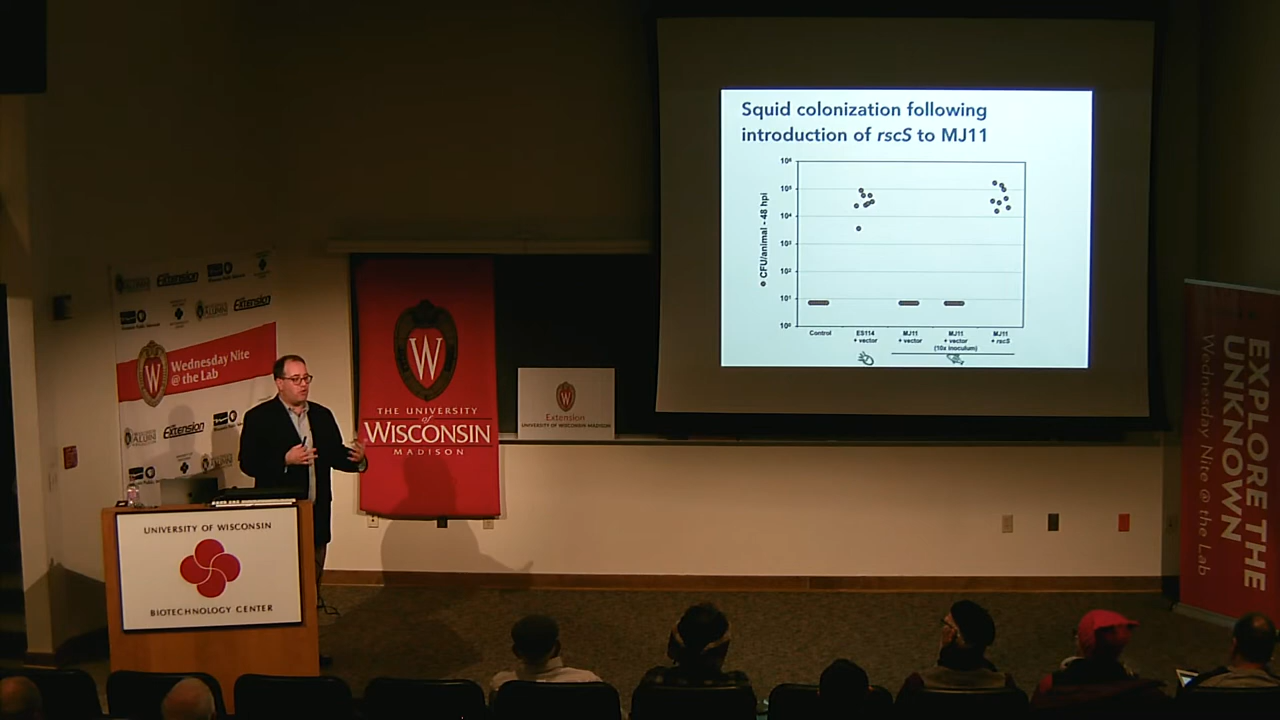 Squid colonization following
introduction of rscS to MJ11
10⁶
10⁵
10⁴
10³
10²
10¹
10⁰
CFU/animal - 48 hpi
Control
ES114
+ vector
MJ11
+ vector
MJ11
+ vector
(10x inoculum)
MJ11
+ rscS
Extension
Extension
Wednesday Nite
@ the Lab
Extension
W
THE UNIVERSITY
of
WISCONSIN
MADISON
Extension
UNIVERSITY OF WISCONSIN-MADISON
UNIVERSITY OF WISCONSIN
BIOTECHNOLOGY CENTER
EXPLORE THE
UNKNOWN
Wednesday Nite @ the Lab